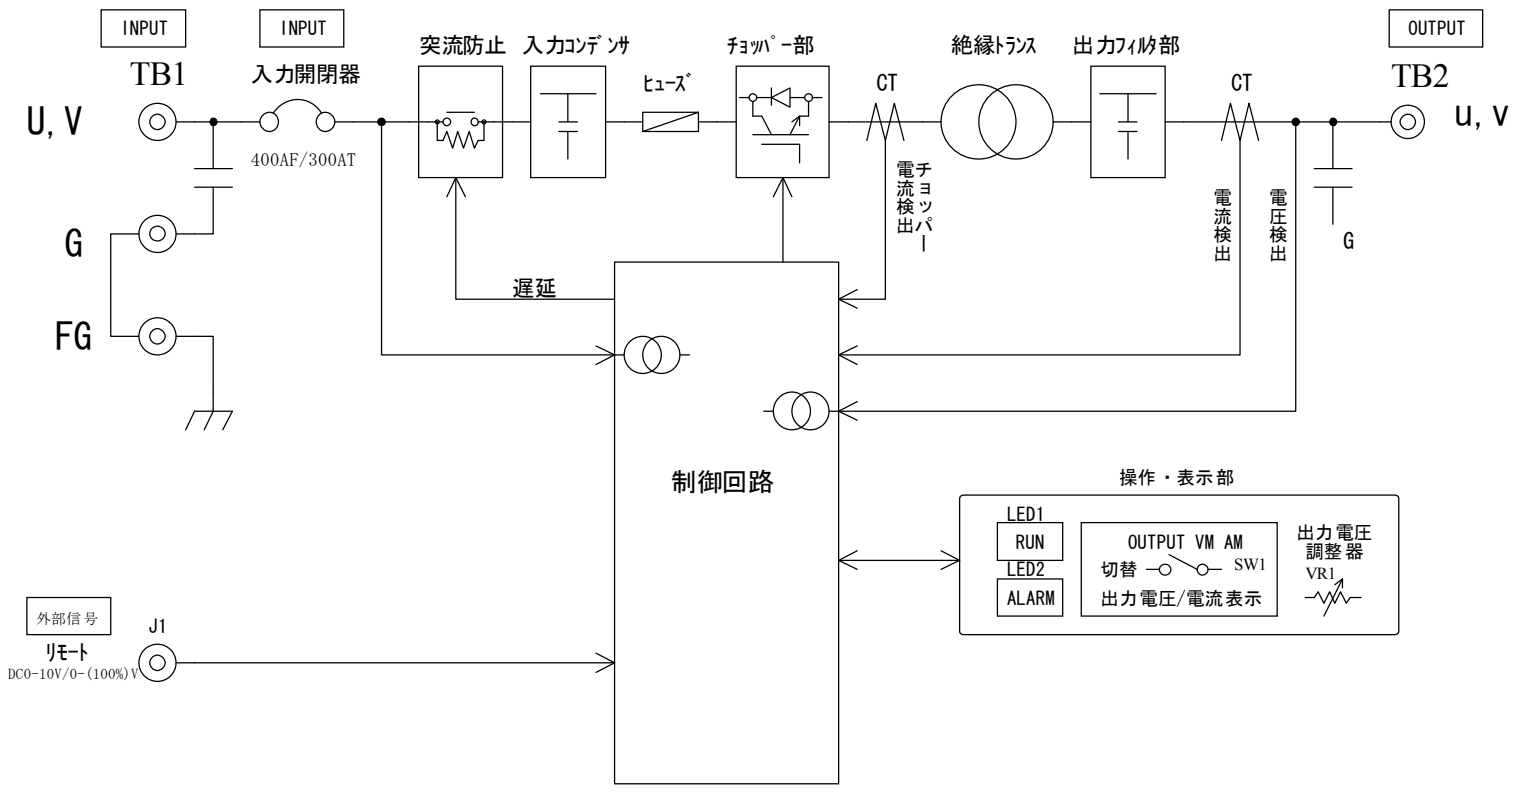 INPUT
INPUT
OUTPUT
TB1
入力開閉器
突流防止
入力ｺﾝﾃﾞﾝｻ
ﾋｭｰｽﾞ
ﾁｮｯﾊﾟｰ部
CT
絶縁ﾄﾗﾝｽ
出力ﾌｨﾙﾀ部
CT
TB2
U, V
u, v
400AF/300AT
チョッパー
電流検出
電流検出
電圧検出
G
G
FG
遅延
制御回路
操作・表示部
LED1
RUN
LED2
ALARM
OUTPUT VM AM
切替
SW1
出力電圧/電流表示
出力電圧
調整器
VR1
外部信号
J1
ﾘﾓｰﾄ
DC0-10V/0-(100%)V